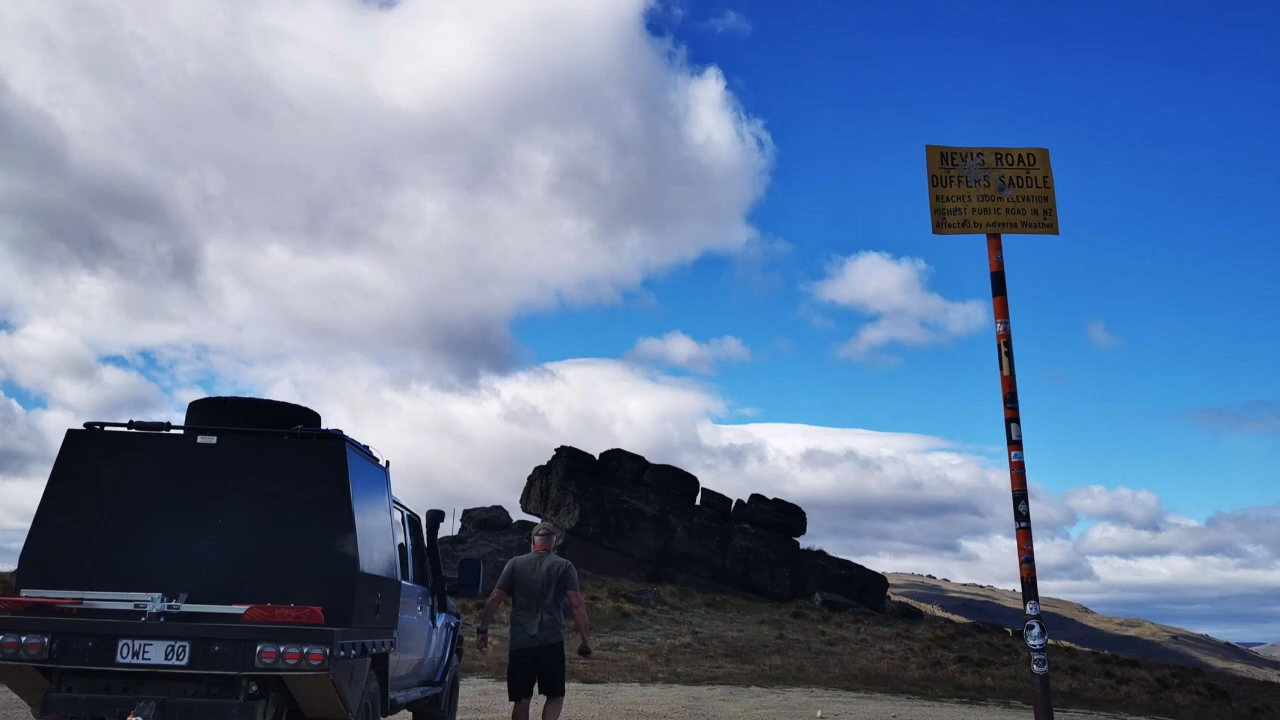 NEVIS ROAD
DUFFERS SADDLE
REACHES 1300m ELEVATION
HIGHEST PUBLIC ROAD IN NZ
Affected by Adverse Weather
OWE 00